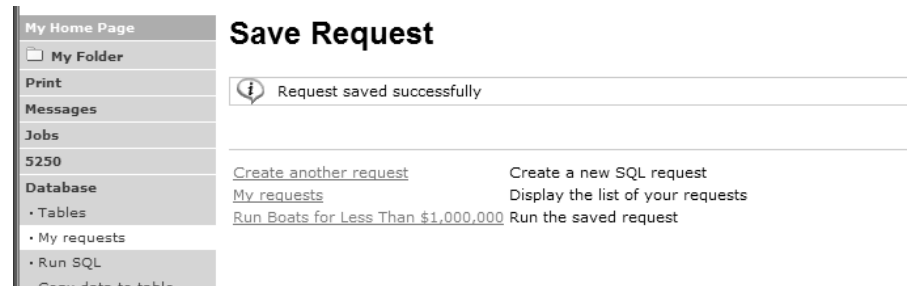 My Home Page
My Folder
Print
Messages
Jobs
5250
Database
· Tables
· My requests
· Run SQL
Save Request
Request saved successfully
Create another request Create a new SQL request
My requests Display the list of your requests
Run Boats for Less Than $1,000,000 Run the saved request